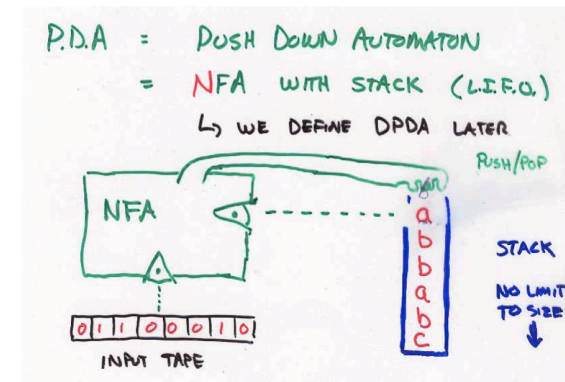 P.D.A = PUSH DOWN AUTOMATON
= NFA WITH STACK (L.I.F.O.)
↳ WE DEFINE DPDA LATER
PUSH/POP
NFA
a
b
b
a
b
c
STACK
NO LIMIT
TO SIZE
↓
0 1 1 0 0 0 1 0
INPUT TAPE